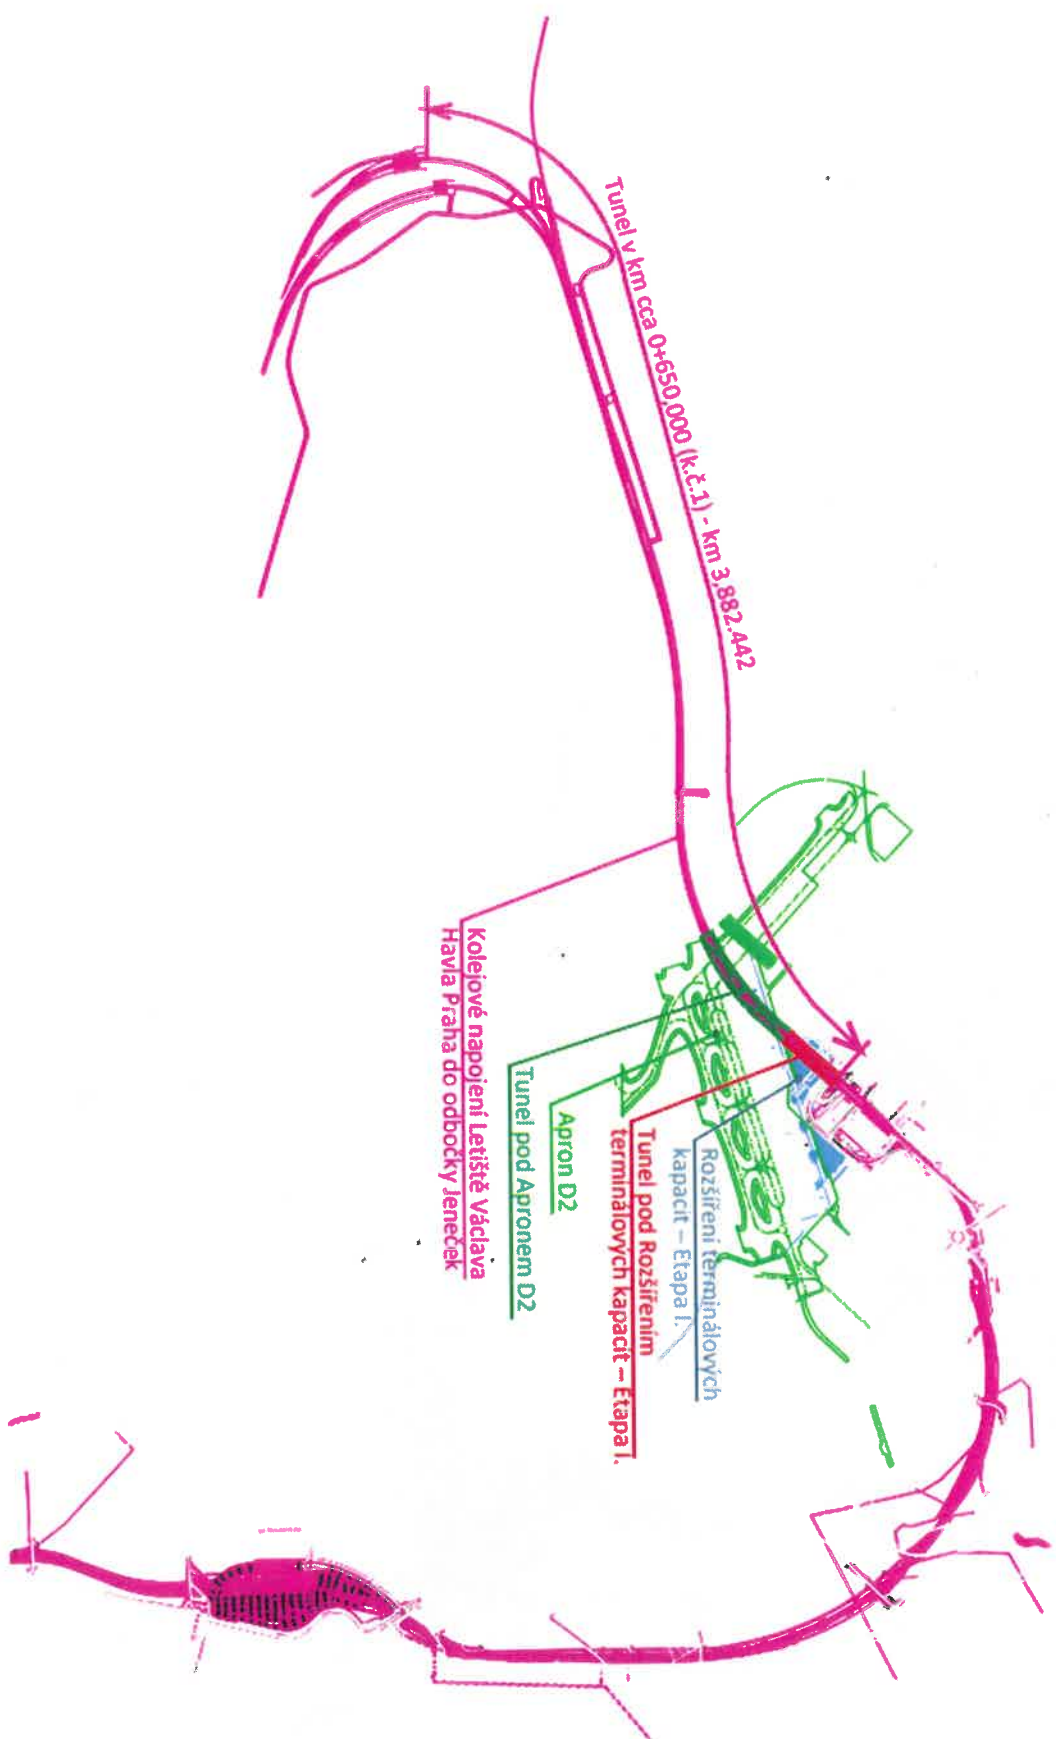 Tunel v km cca 0+650,000 (k.č.1) - km 3,882.442
Rozšíření terminálových
kapacit – Etapa I.
Tunel pod Rozšířením
terminálových kapacit – Etapa I.
Apron D2
Tunel pod Apronem D2
Kolejové napojení Letiště Václava
Havla Praha do odbočky Jeneček